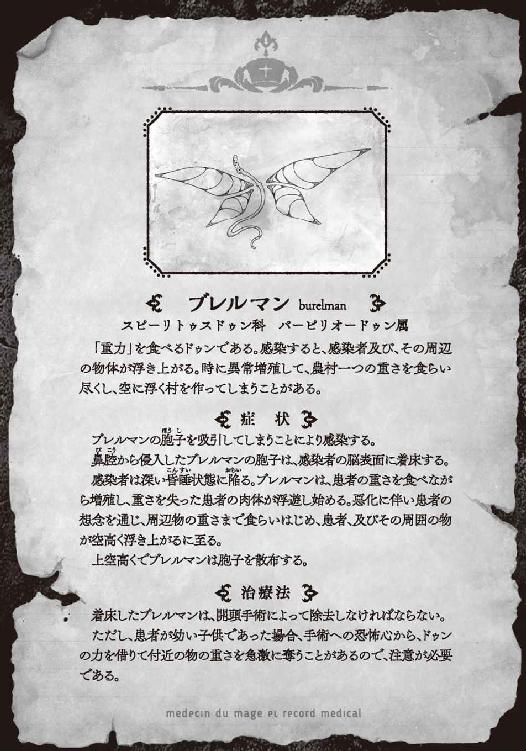 ブレルマン burelman
スピーリトゥスドゥン科　パーピリオードゥン属
「重力」を食べるドゥンである。感染すると、感染者及び、その周辺
の物体が浮き上がる。時に異常増殖して、農村一つの重さを食らい
尽くし、空に浮く村を作ってしまうことがある。
症　状
ブレルマンの胞子を吸引してしまうことにより感染する。
鼻腔から侵入したブレルマンの胞子は、感染者の脳表面に着床する。
感染者は深い昏睡状態に陥る。ブレルマンは、患者の重さを食べなが
ら増殖し、重さを失った患者の肉体が浮遊し始める。悪化に伴い患者の
想念を通じ、周辺物の重さまで食らいはじめ、患者、及びその周囲の物
が空高く浮き上がるに至る。
上空高くでブレルマンは胞子を散布する。
治療法
着床したブレルマンは、開頭手術によって除去しなければならない。
ただし、患者が幼い子供であった場合、手術への恐怖心から、ドゥン
の力を借りて付近の物の重さを急激に奪うことがあるので、注意が必要
である。
medecin du mage et record medical